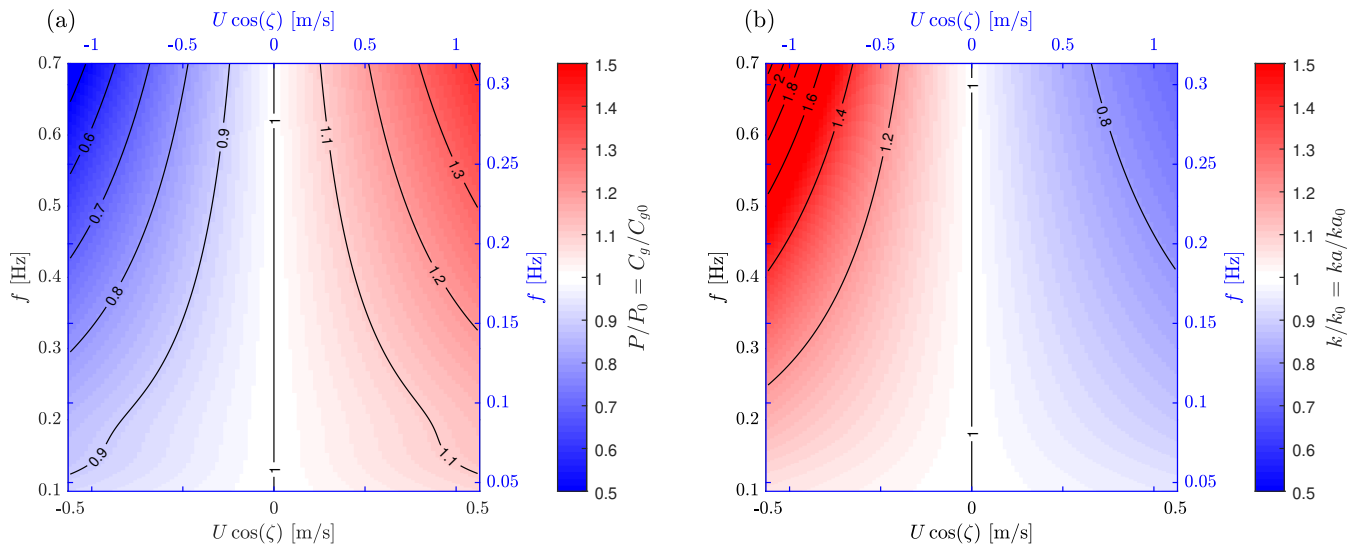 (a)
U cos(ζ) [m/s]
-1 -0.5 0 0.5 1
0.7 0.6 0.5 0.4 0.3 0.2 0.1
f [Hz]
0.6 0.7 0.8 0.9 0.9 1 1 1.1 1.1 1.2 1.3
0.3 0.25 0.2 0.15 0.1 0.05
f [Hz]
-0.5 0 0.5
U cos(ζ) [m/s]
1.5 1.4 1.3 1.2 1.1 1 0.9 0.8 0.7 0.6 0.5
P/P₀ = C_g/C_g0
(b)
U cos(ζ) [m/s]
-1 -0.5 0 0.5 1
0.7 0.6 0.5 0.4 0.3 0.2 0.1
f [Hz]
2 1.8 1.6 1.4 1.2 1 1 0.8
0.3 0.25 0.2 0.15 0.1 0.05
f [Hz]
-0.5 0 0.5
U cos(ζ) [m/s]
1.5 1.4 1.3 1.2 1.1 1 0.9 0.8 0.7 0.6 0.5
k/k₀ = ka/ka₀